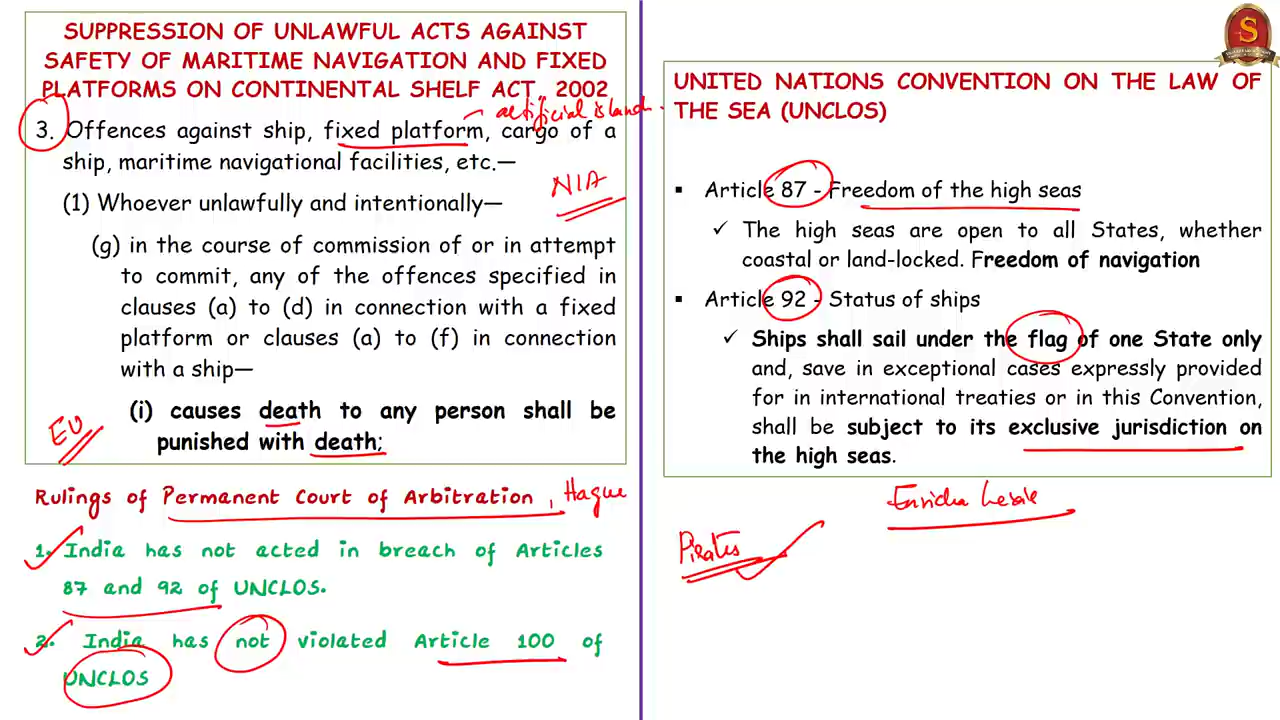 SUPPRESSION OF UNLAWFUL ACTS AGAINST
SAFETY OF MARITIME NAVIGATION AND FIXED
PLATFORMS ON CONTINENTAL SHELF ACT, 2002
artificial island.
3. Offences against ship, fixed platform, cargo of a
ship, maritime navigational facilities, etc.—
NIA
(1) Whoever unlawfully and intentionally—
(g) in the course of commission of or in attempt
to commit, any of the offences specified in
clauses (a) to (d) in connection with a fixed
platform or clauses (a) to (f) in connection
with a ship—
(i) causes death to any person shall be
punished with death;
EU
Rulings of Permanent Court of Arbitration, Hague
1. India has not acted in breach of Articles
87 and 92 of UNCLOS.
2. India has not violated Article 100 of
UNCLOS
S
UNITED NATIONS CONVENTION ON THE LAW OF
THE SEA (UNCLOS)
▪ Article 87 - Freedom of the high seas
✓ The high seas are open to all States, whether
coastal or land-locked. Freedom of navigation
▪ Article 92 - Status of ships
✓ Ships shall sail under the flag of one State only
and, save in exceptional cases expressly provided
for in international treaties or in this Convention,
shall be subject to its exclusive jurisdiction on
the high seas.
Enrica Lexie
Pirates